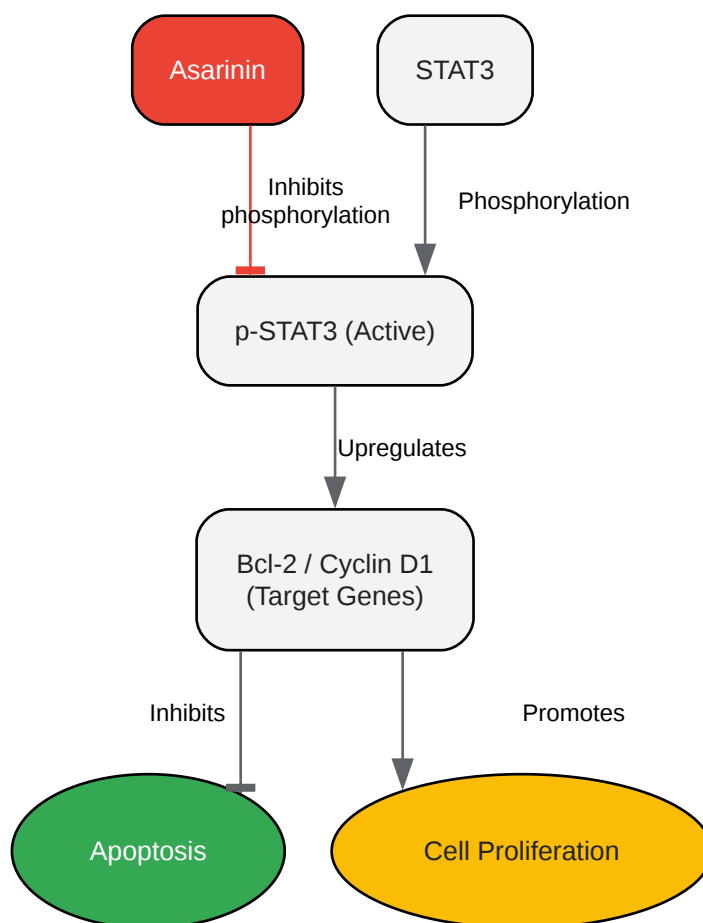 Asarinin
STAT3
Inhibits
phosphorylation
Phosphorylation
p-STAT3 (Active)
Upregulates
Bcl-2 / Cyclin D1
(Target Genes)
Inhibits
Promotes
Apoptosis
Cell Proliferation